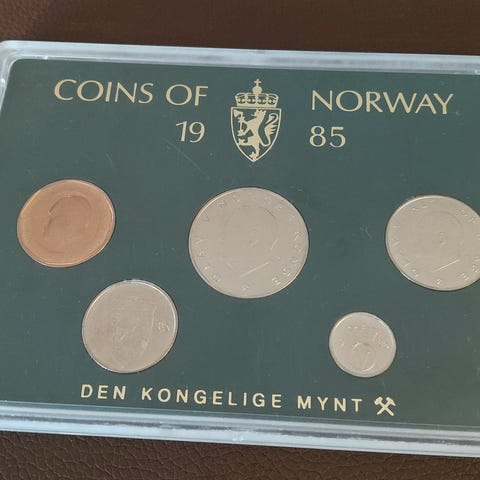 COINS OF NORWAY
19 85
DEN KONGELIGE MYNT